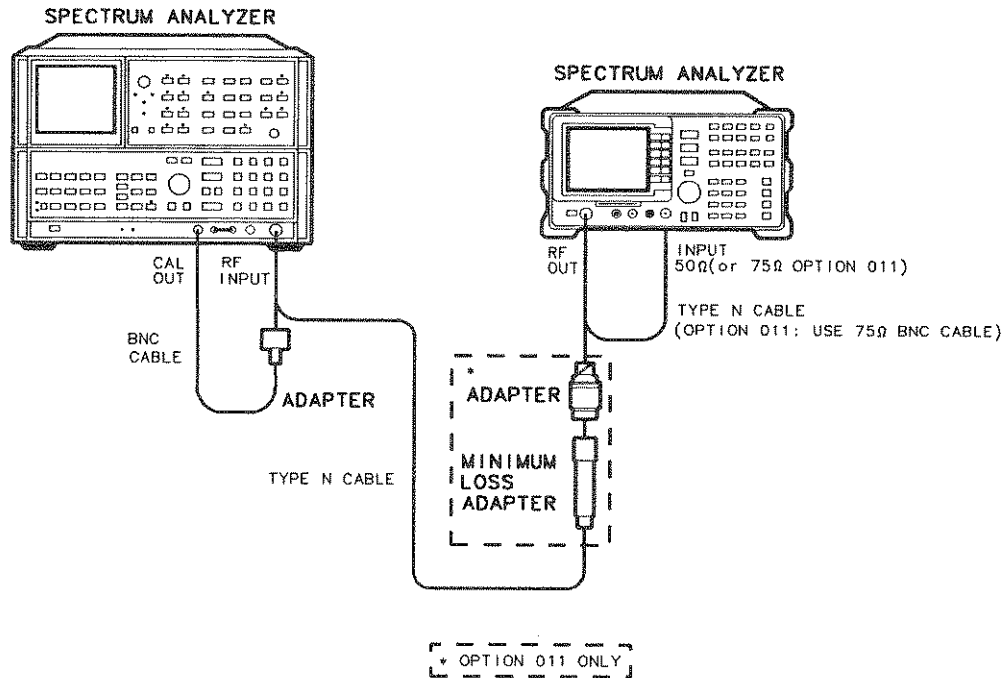 SPECTRUM ANALYZER
SPECTRUM ANALYZER
CAL
OUT
RF
INPUT
RF
OUT
INPUT
50Ω(or 75Ω OPTION 011)
BNC
CABLE
TYPE N CABLE
(OPTION 011: USE 75Ω BNC CABLE)
ADAPTER
*
ADAPTER
TYPE N CABLE
MINIMUM
LOSS
ADAPTER
* OPTION 011 ONLY